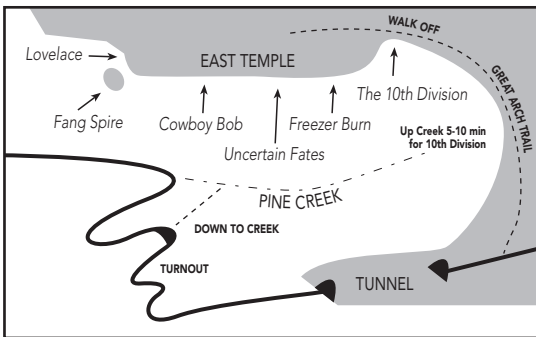 WALK OFF
Lovelace
EAST TEMPLE
GREAT ARCH TRAIL
The 10th Division
Fang Spire
Cowboy Bob
Freezer Burn
Uncertain Fates
Up Creek 5-10 min
for 10th Division
PINE CREEK
DOWN TO CREEK
TURNOUT
TUNNEL